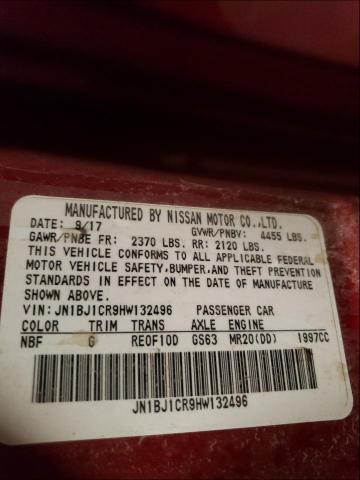 MANUFACTURED BY NISSAN MOTOR CO.,LTD.
DATE: 9/17 GVWR/PNBV: 4455 LBS.
GAWR/PNBE FR: 2370 LBS. RR: 2120 LBS.
THIS VEHICLE CONFORMS TO ALL APPLICABLE FEDERAL
MOTOR VEHICLE SAFETY,BUMPER,AND THEFT PREVENTION
STANDARDS IN EFFECT ON THE DATE OF MANUFACTURE
SHOWN ABOVE.
VIN: JN1BJ1CR9HW132496 PASSENGER CAR
COLOR TRIM TRANS AXLE ENGINE
NBF G RE0F10D GS63 MR20(DD) 1997CC
JN1BJ1CR9HW132496